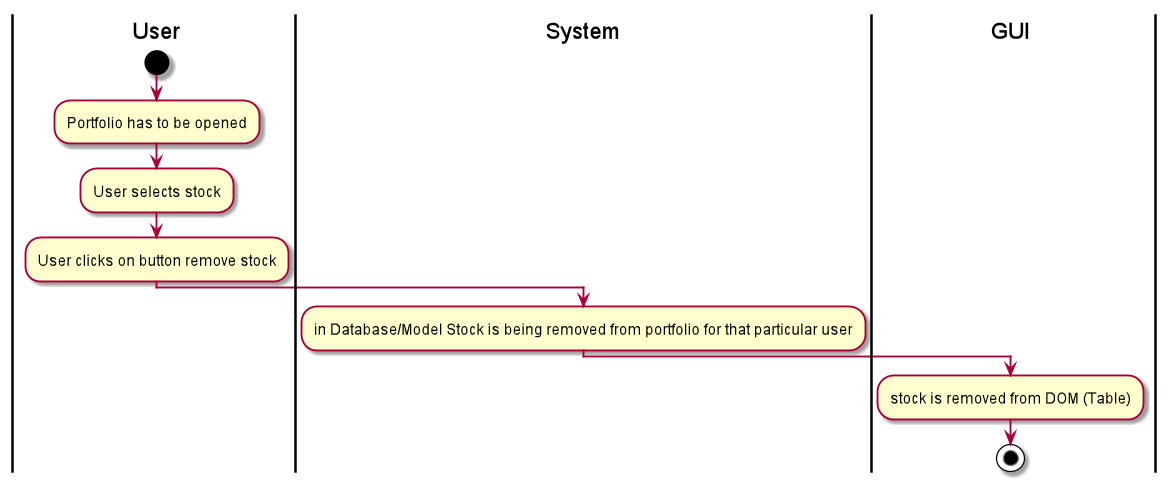 User
System
GUI
Portfolio has to be opened
User selects stock
User clicks on button remove stock
in Database/Model Stock is being removed from portfolio for that particular user
stock is removed from DOM (Table)